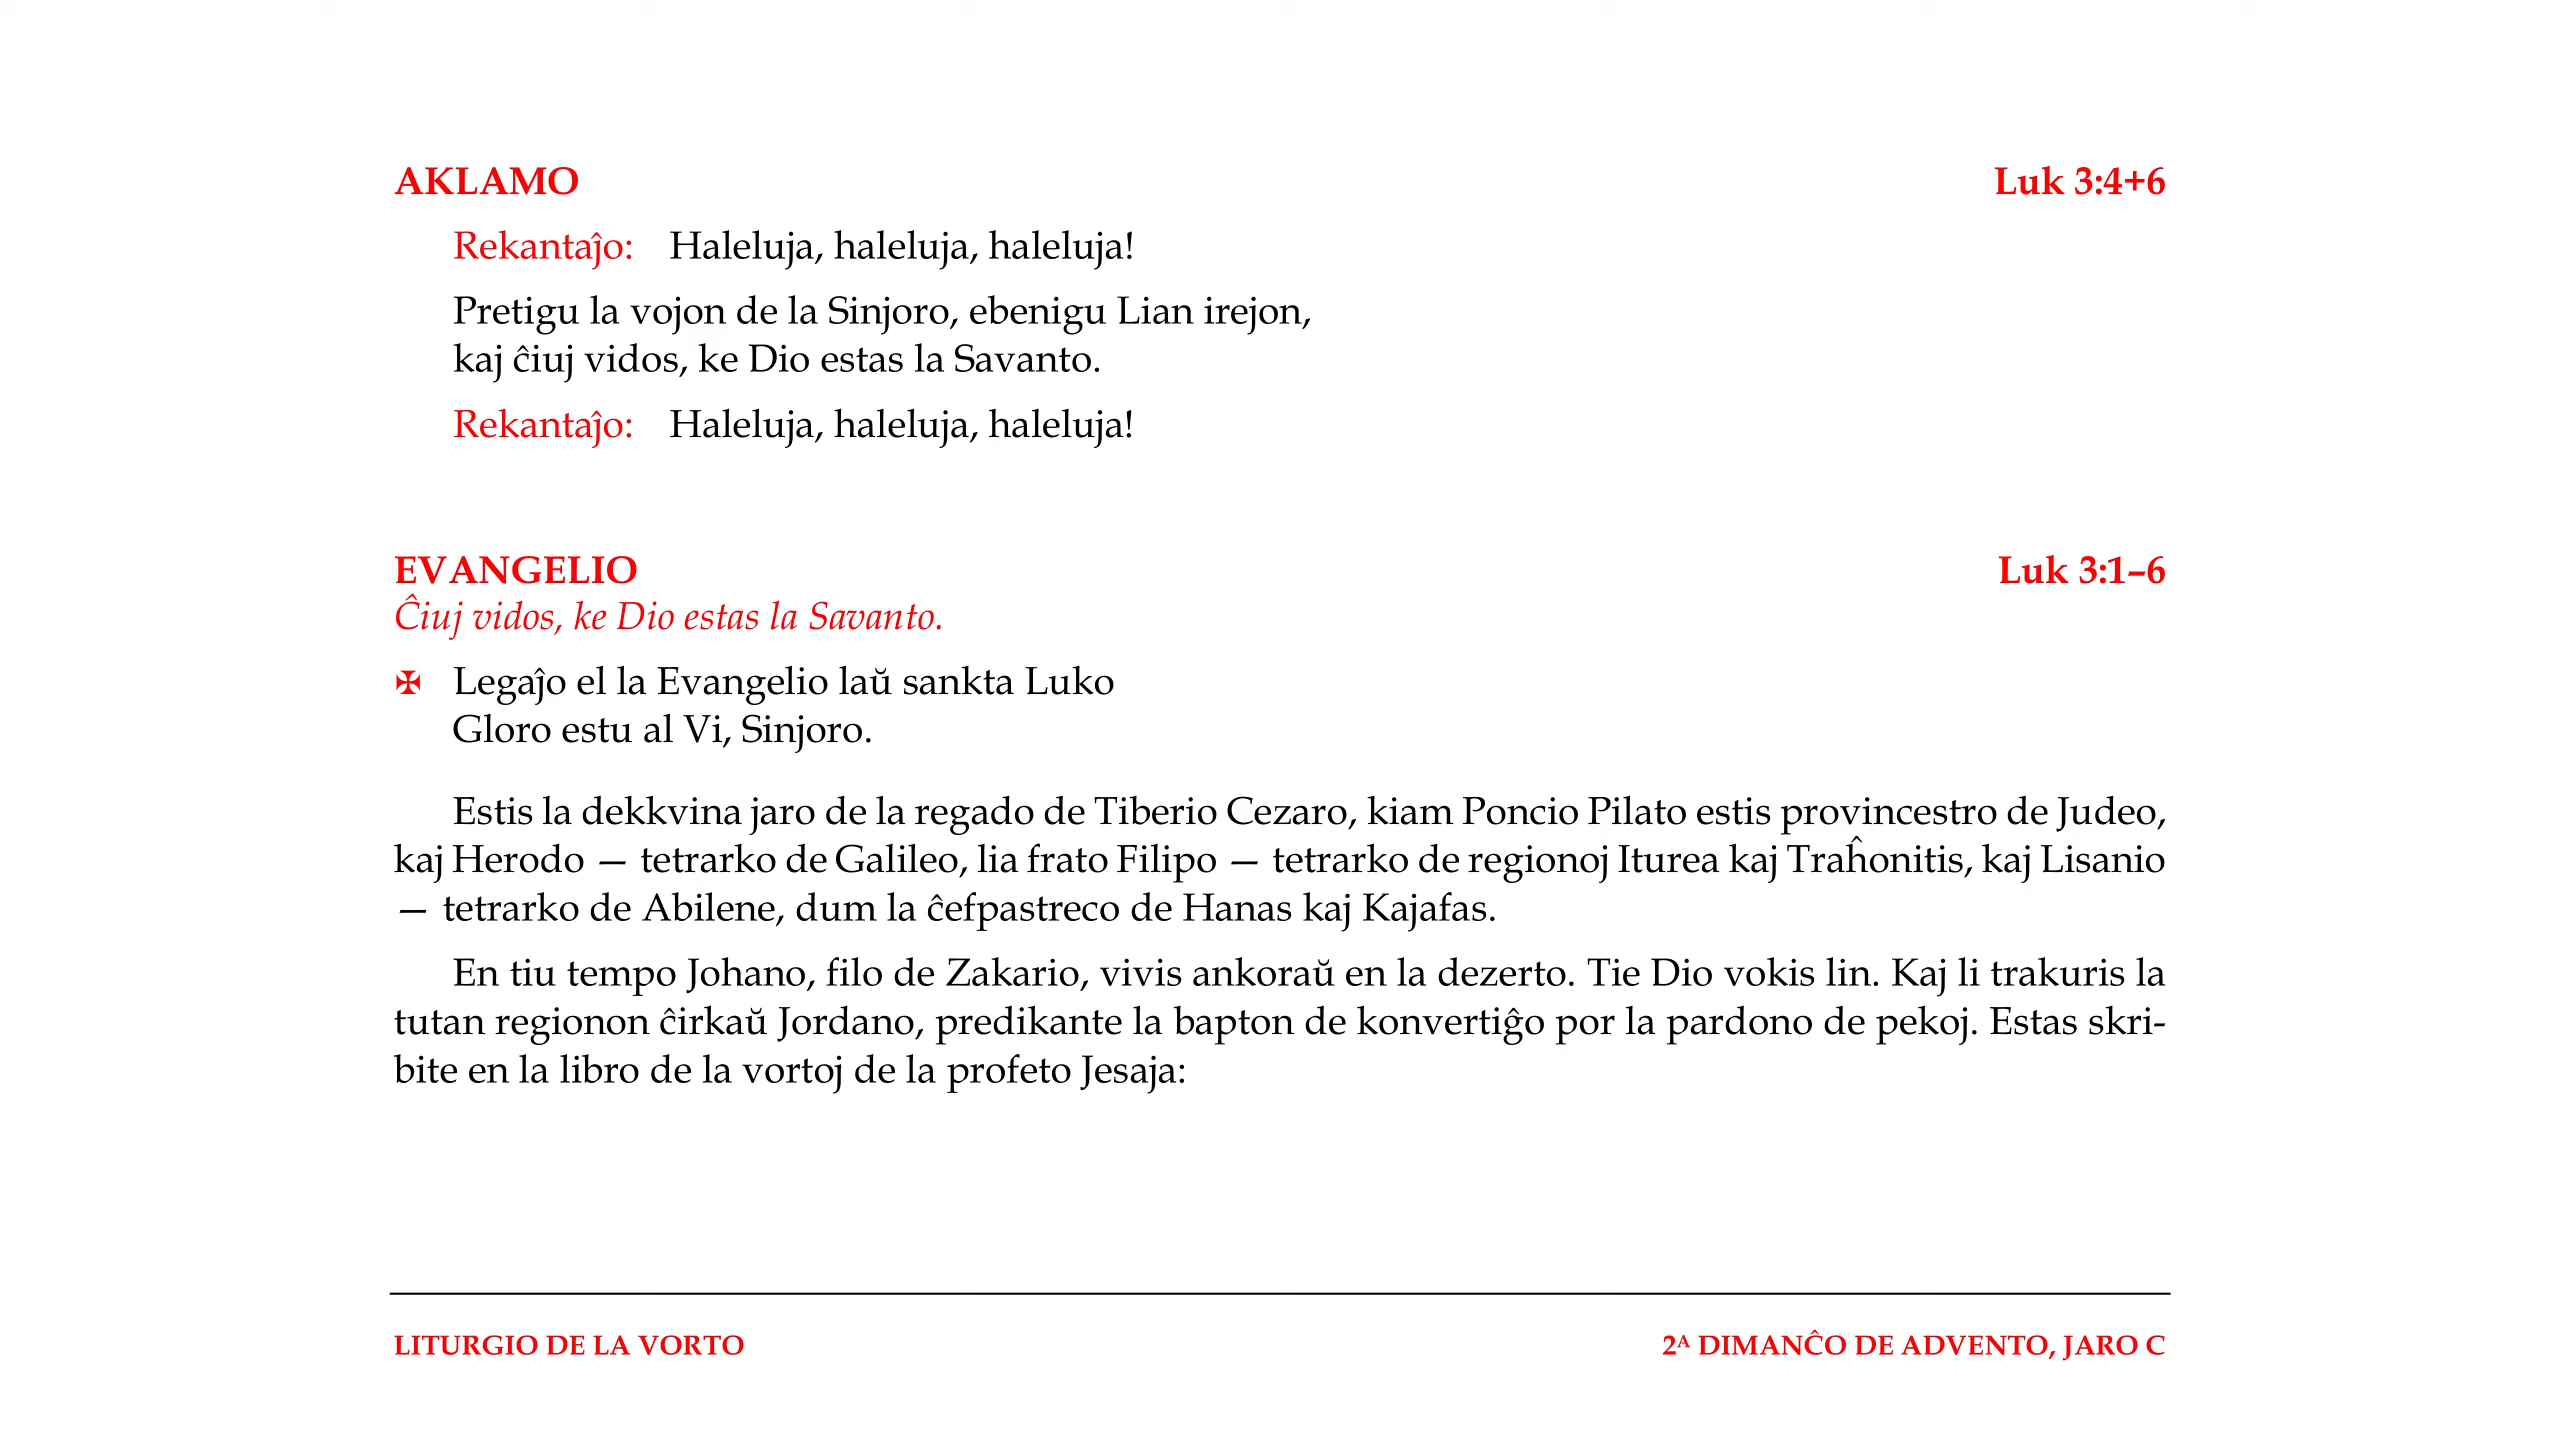 AKLAMO Luk 3:4+6
Rekantaĵo: Haleluja, haleluja, haleluja!
Pretigu la vojon de la Sinjoro, ebenigu Lian irejon,
kaj ĉiuj vidos, ke Dio estas la Savanto.
Rekantaĵo: Haleluja, haleluja, haleluja!
EVANGELIO Luk 3:1–6
Ĉiuj vidos, ke Dio estas la Savanto.
✠ Legaĵo el la Evangelio laŭ sankta Luko
Gloro estu al Vi, Sinjoro.
Estis la dekkvina jaro de la regado de Tiberio Cezaro, kiam Poncio Pilato estis provincestro de Judeo,
kaj Herodo — tetrarko de Galileo, lia frato Filipo — tetrarko de regionoj Iturea kaj Traĥonitis, kaj Lisanio
— tetrarko de Abilene, dum la ĉefpastreco de Hanas kaj Kajafas.
En tiu tempo Johano, filo de Zakario, vivis ankoraŭ en la dezerto. Tie Dio vokis lin. Kaj li trakuris la
tutan regionon ĉirkaŭ Jordano, predikante la bapton de konvertiĝo por la pardono de pekoj. Estas skri-
bite en la libro de la vortoj de la profeto Jesaja:
LITURGIO DE LA VORTO 2ᴬ DIMANĈO DE ADVENTO, JARO C